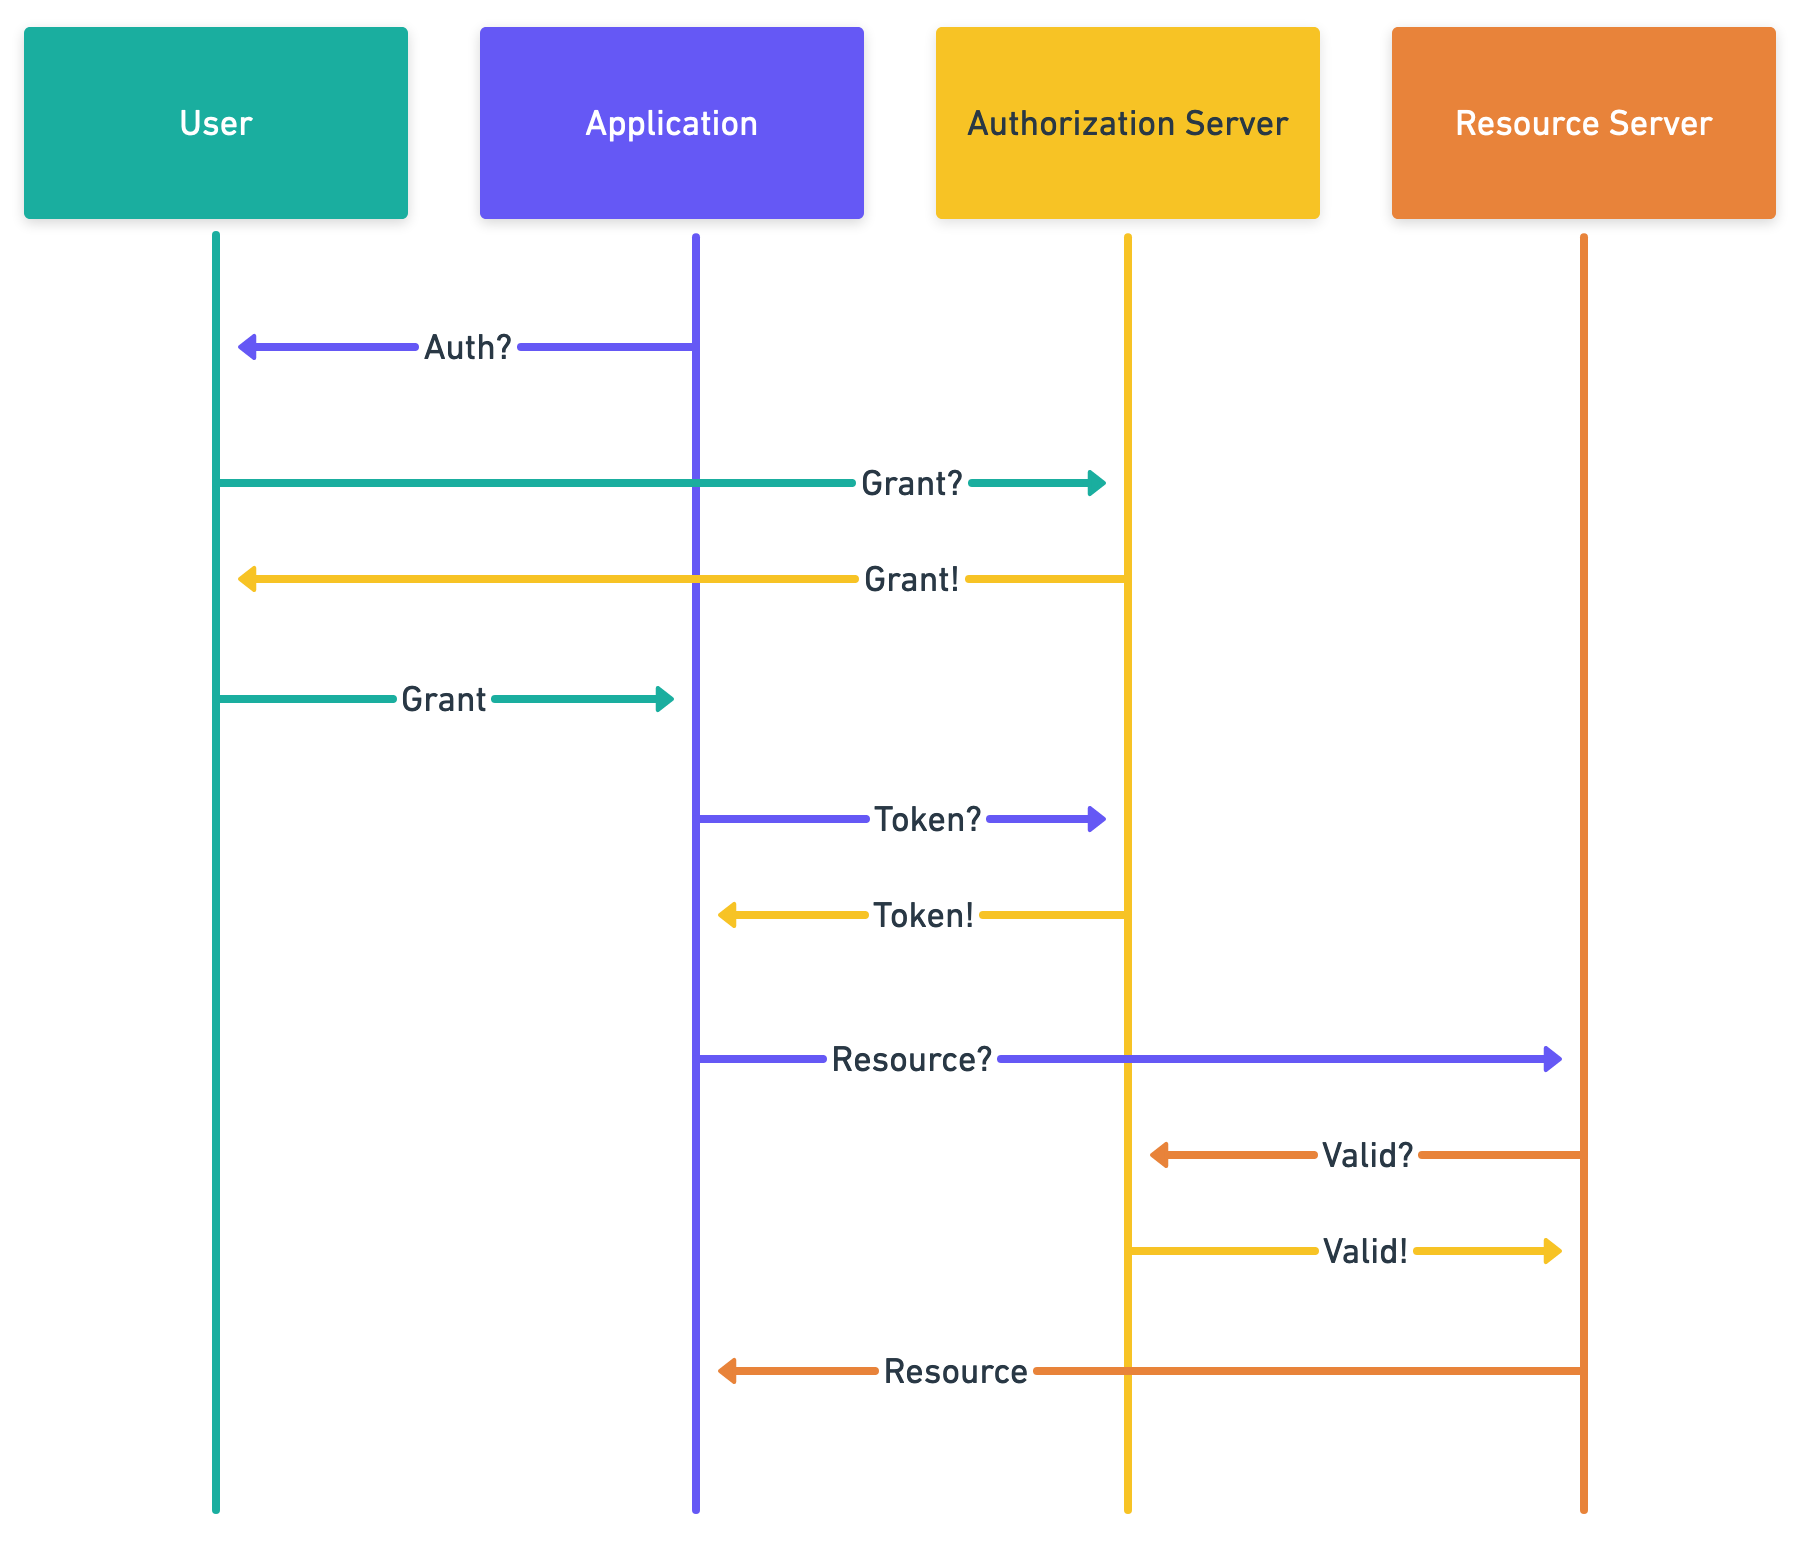 User
Application
Authorization Server
Resource Server
Auth?
Grant?
Grant!
Grant
Token?
Token!
Resource?
Valid?
Valid!
Resource